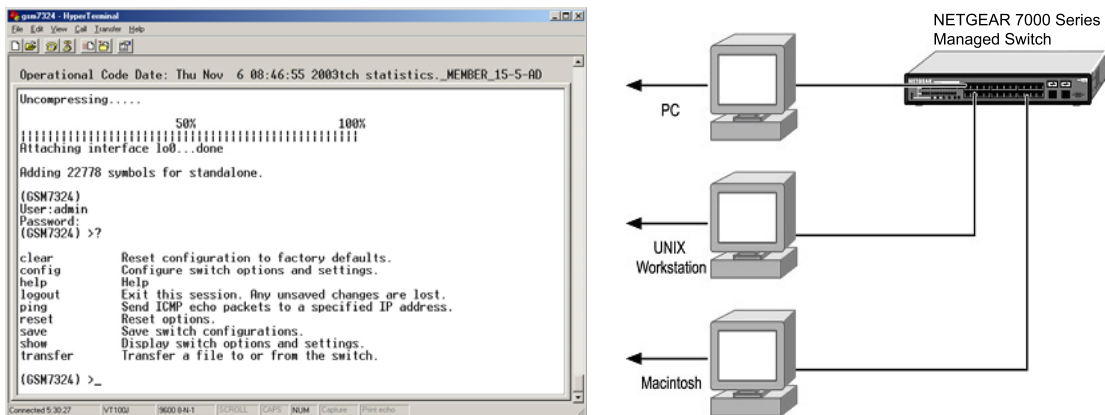 gsm7324 - HyperTerminal
File Edit View Call Transfer Help
Operational Code Date: Thu Nov 6 08:46:55 2003tch statistics._MEMBER_15-5-AD
Uncompressing.....
50% 100%
||||||||||||||||||||||||||||||||||||||||||||||||||
Attaching interface lo0...done
Adding 22778 symbols for standalone.
(GSM7324)
User:admin
Password:
(GSM7324) >?
clear Reset configuration to factory defaults.
config Configure switch options and settings.
help Help
logout Exit this session. Any unsaved changes are lost.
ping Send ICMP echo packets to a specified IP address.
reset Reset options.
save Save switch configurations.
show Display switch options and settings.
transfer Transfer a file to or from the switch.
(GSM7324) >_
Connected 5:30:27 VT100J 9600 8-N-1 SCROLL CAPS NUM Capture Print echo
NETGEAR 7000 Series
Managed Switch
NETGEAR
PC
UNIX
Workstation
Macintosh